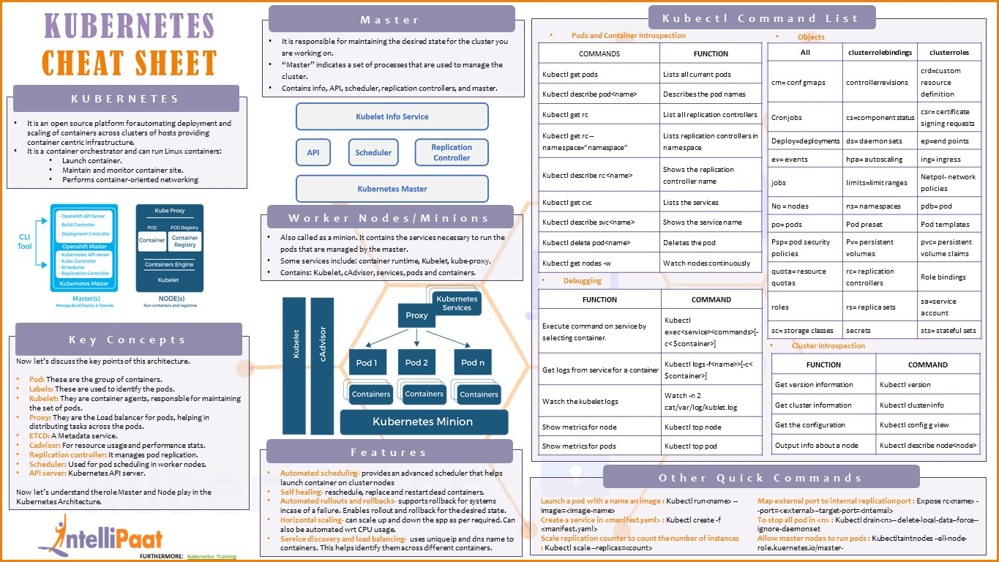 KUBERNETES
CHEAT SHEET
KUBERNETES
• It is an open source platform for automating deployment and
scaling of containers across clusters of hosts providing
container centric infrastructure.
• It is a container orchestrator and can run Linux containers:
• Launch container.
• Maintain and monitor container site.
• Performs container-oriented networking
CLI
Tool
- Openshift API Server
- Build Controller
- Deployment Controller
Openshift Master
- Kubernetes API server
- Kube Controller
- Scheduller
- Replication Controller
Kubernetes Master
Master(s)
Manage Build,Deploy & Operate
Kube Proxy
POD
POD Registry
Container
Container
Registry
Containers Engine
Kubelet
NODE(s)
Run containers and registries
Key Concepts
Now let's discuss the key points of this architecture.
• Pod: These are the group of containers.
• Labels: These are used to identify the pods.
• Kubelet: They are container agents, responsible for maintaining
the set of pods.
• Proxy: They are the Load balancer for pods, helping in
distributing tasks across the pods.
• ETCD: A Metadata service.
• Cadvisor: For resource usage and performance stats.
• Replication controller: It manages pod replication.
• Scheduler: Used for pod scheduling in worker nodes.
• API server: Kubernetes API server.
Now let's understand the role Master and Node play in the
Kubernetes Architecture.
IntelliPaat
FURTHERMORE: Kubernetes Training
Master
• It is responsible for maintaining the desired state for the cluster you
are working on.
• "Master" indicates a set of processes that are used to manage the
cluster.
• Contains info, API, scheduler, replication controllers, and master.
Kubelet Info Service
API
Scheduler
Replication
Controller
Kubernetes Master
Worker Nodes/Minions
• Also called as a minion. It contains the services necessary to run the
pods that are managed by the master.
• Some services include: container runtime, Kubelet, kube-proxy.
• Contains: Kubelet, cAdvisor, services, pods and containers.
Kubelet
cAdvisor
Kubernetes
Services
Proxy
Pod 1
Pod 2
Pod n
Containers
Containers
Containers
Kubernetes Minion
Features
• Automated scheduling- provides an advanced scheduler that helps
launch container on cluster nodes
• Self healing- reschedule, replace and restart dead containers.
• Automated rollouts and rollbacks- supports rollback for systems
incase of a failure. Enables rollout and rollback for the desired state.
• Horizontal scaling- can scale up and down the app as per required. Can
also be automated wrt CPU usage.
• Service discovery and load balancing- uses unique ip and dns name to
containers. This helps identify them across different containers.
Kubectl Command List
• Pods and Container Introspection
COMMANDS FUNCTION
Kubectl get pods Lists all current pods
Kubectl describe pod<name> Describes the pod names
Kubectl get rc List all replication controllers
Kubectl get rc -- Lists replication controllers in
namespace="namespace" namespace
Kubectl describe rc <name> Shows the replication
controller name
Kubectl get cvc Lists the services
Kubectl describe svc<name> Shows the service name
Kubectl delete pod<name> Deletes the pod
Kubectl get nodes -w Watch nodes continuously
• Debugging
FUNCTION COMMAND
Execute command on service by
selecting container.
Kubectl
exec<service><commands>[-
c< $container>]
Get logs from service for a container
Kubectl logs -f<name>>[-c<
$container>]
Watch the kubelet logs
Watch -n 2
cat/var/log/kublet.log
Show metrics for node Kubectl top node
Show metrics for pods Kubectl top pod
• Objects
All clusterrolebindings clusterroles
cm= conf gmaps controllerrevisions
crd=custom
resource
definition
Cronjobs cs=component status
csr= certificate
signing requests
Deploy=deployments ds= daemon sets ep=end points
ev= events hpa= autoscaling ing= ingress
jobs limits=limit ranges
Netpol- network
policies
No = nodes ns= namespaces pdb= pod
po= pods Pod preset Pod templates
Psp= pod security
policies
Pv= persistent
volumes
pvc= persistent
volume claims
quota= resource
quotas
rc= replication
controllers
Role bindings
roles rs= replica sets
sa=service
account
sc= storage classes secrets sts= stateful sets
• Cluster Introspection
FUNCTION COMMAND
Get version information Kubectl version
Get cluster information Kubectl cluster-info
Get the configuration Kubectl config g view
Output info about a node Kubectl describe node<node>
Other Quick Commands
Launch a pod with a name an image : Kubectl run<name> --
image=<image-name>
Create a service in <manifest.yaml> : Kubectl create -f
<manifest.yaml>
Scale replication counter to count the number of instances
: Kubectl scale --replicas=<count>
Map external port to internal replication port : Expose rc<name> -
-port=<external>--target-port=<internal>
To stop all pod in <n> : Kubectl drain<n>-- delete-local-data--force--
ignore-daemonset
Allow master nodes to run pods : Kubectltaintnodes --all-node-
role.kuernetes.io/master-